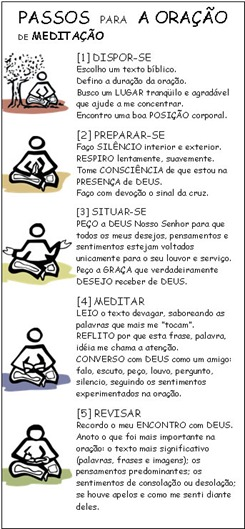 PASSOS PARA A ORAÇÃO
DE MEDITAÇÃO
[1] DISPOR-SE
Escolho um texto bíblico.
Defino a duração da oração.
Busco um LUGAR tranqüilo e agradável
que ajude a me concentrar.
Encontro uma boa POSIÇÃO corporal.
[2] PREPARAR-SE
Faço SILÊNCIO interior e exterior.
RESPIRO lentamente, suavemente.
Tome CONSCIÊNCIA de que estou na
PRESENÇA de DEUS.
Faço com devoção o sinal da cruz.
[3] SITUAR-SE
PEÇO a DEUS Nosso Senhor para que
todos os meus desejos, pensamentos e
sentimentos estejam voltados
unicamente para o seu louvor e serviço.
Peço a GRAÇA que verdadeiramente
DESEJO receber de DEUS.
[4] MEDITAR
LEIO o texto devagar, saboreando as
palavras que mais me "tocam".
REFLITO por que esta frase, palavra,
idéia me chama a atenção.
CONVERSO com DEUS como um amigo:
falo, escuto, peço, louvo, pergunto,
silencio, seguindo os sentimentos
experimentados na oração.
[5] REVISAR
Recordo o meu ENCONTRO com DEUS.
Anoto o que foi mais importante na
oração: o texto mais significativo
(palavras, frases e imagens); os
pensamentos predominantes; os
sentimentos de consolação ou desolação;
se houve apelos e como me senti diante
deles.